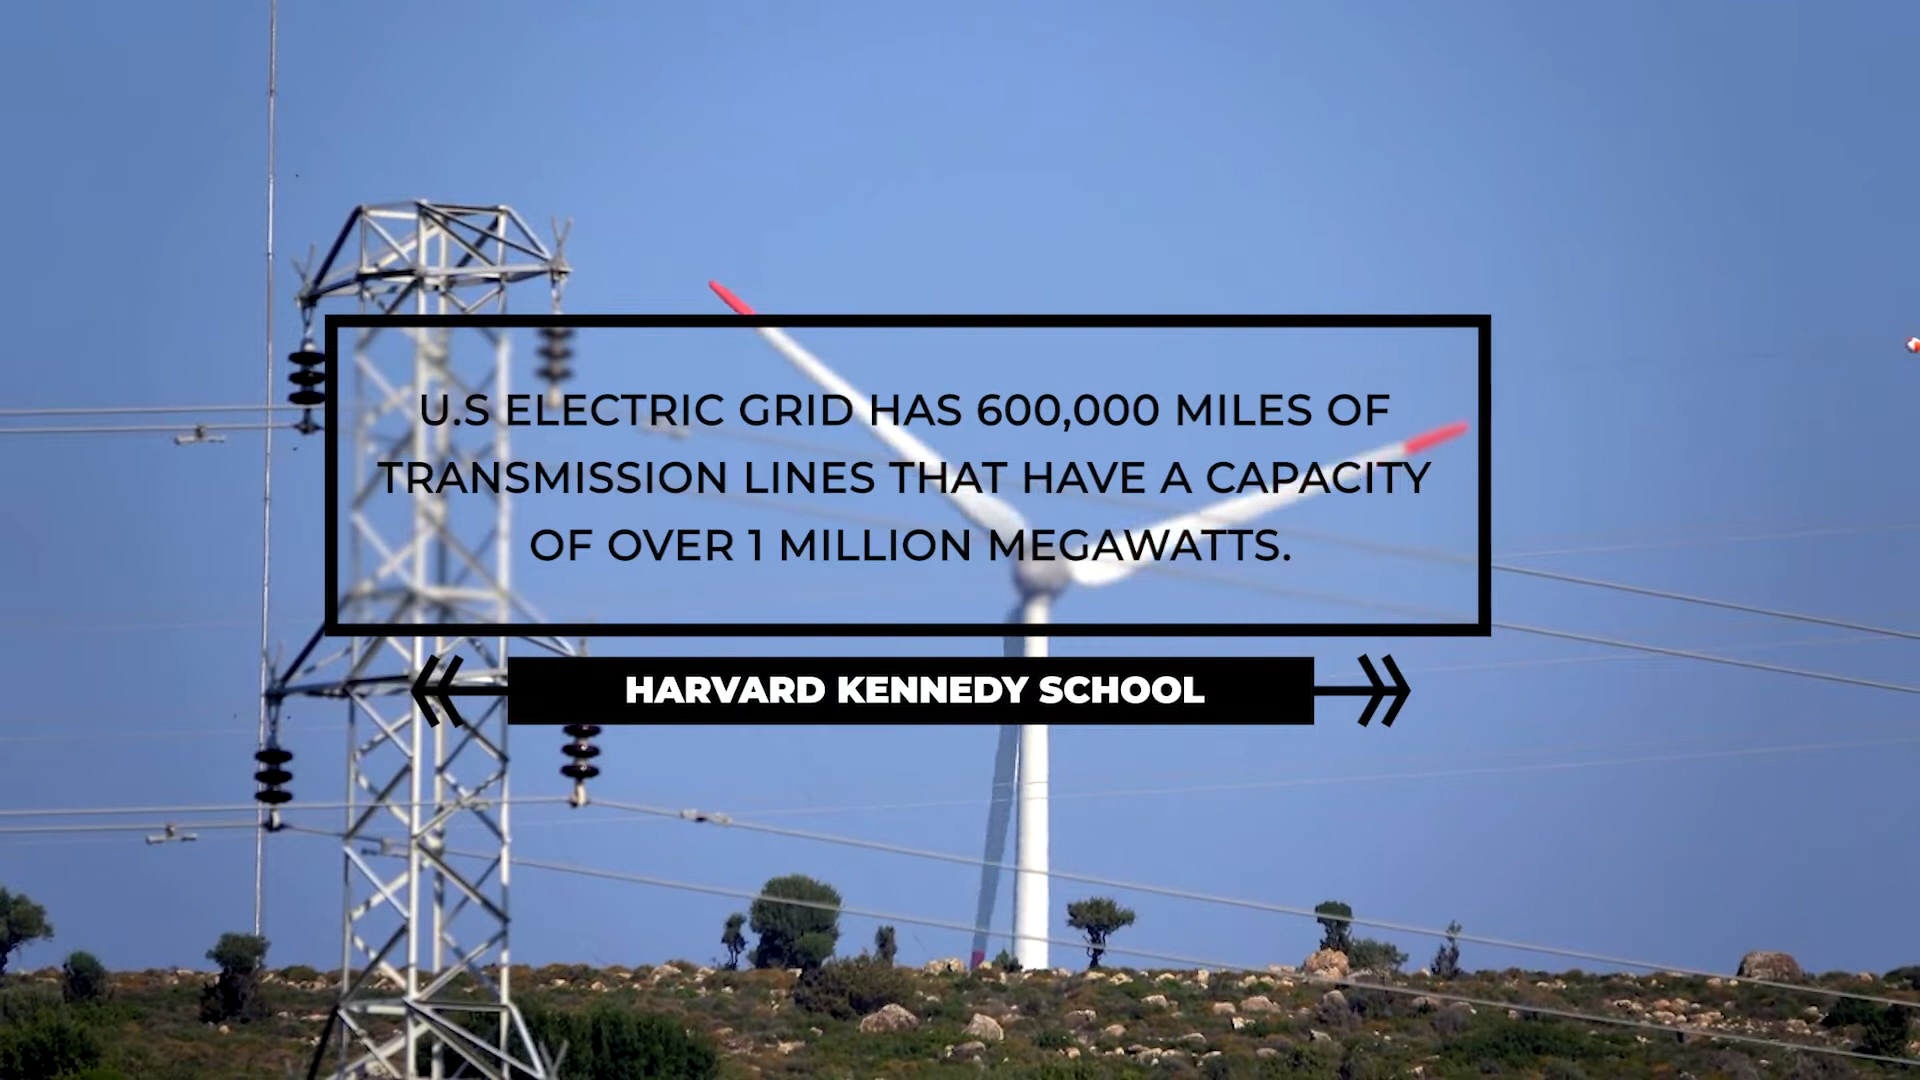 U.S ELECTRIC GRID HAS 600,000 MILES OF
TRANSMISSION LINES THAT HAVE A CAPACITY
OF OVER 1 MILLION MEGAWATTS.
HARVARD KENNEDY SCHOOL